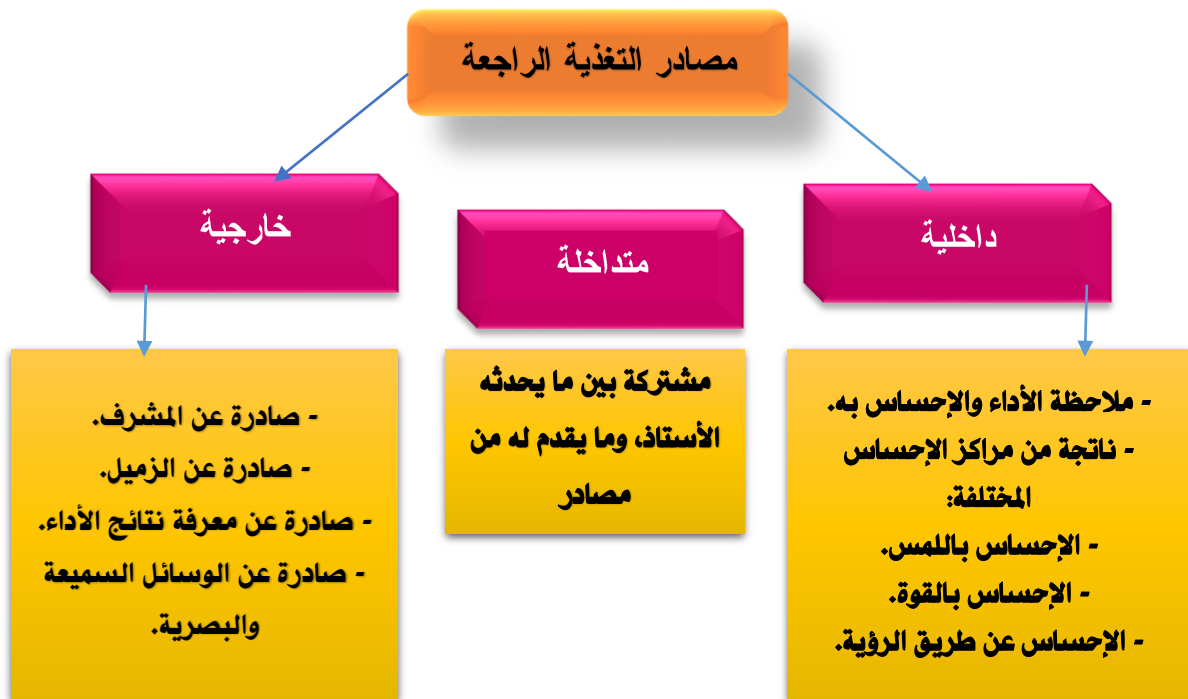 مصادر التغذية الراجعة
داخلية
متداخلة
خارجية
- ملاحظة الأداء والإحساس به.
- ناتجة من مراكز الإحساس
المختلفة:
- الإحساس باللمس.
- الإحساس بالقوة.
- الإحساس عن طريق الرؤية.
مشتركة بين ما يحدثه
الأستاذ، وما يقدم له من
مصادر
- صادرة عن المشرف.
- صادرة عن الزميل.
- صادرة عن معرفة نتائج الأداء.
- صادرة عن الوسائل السميعة
والبصرية.